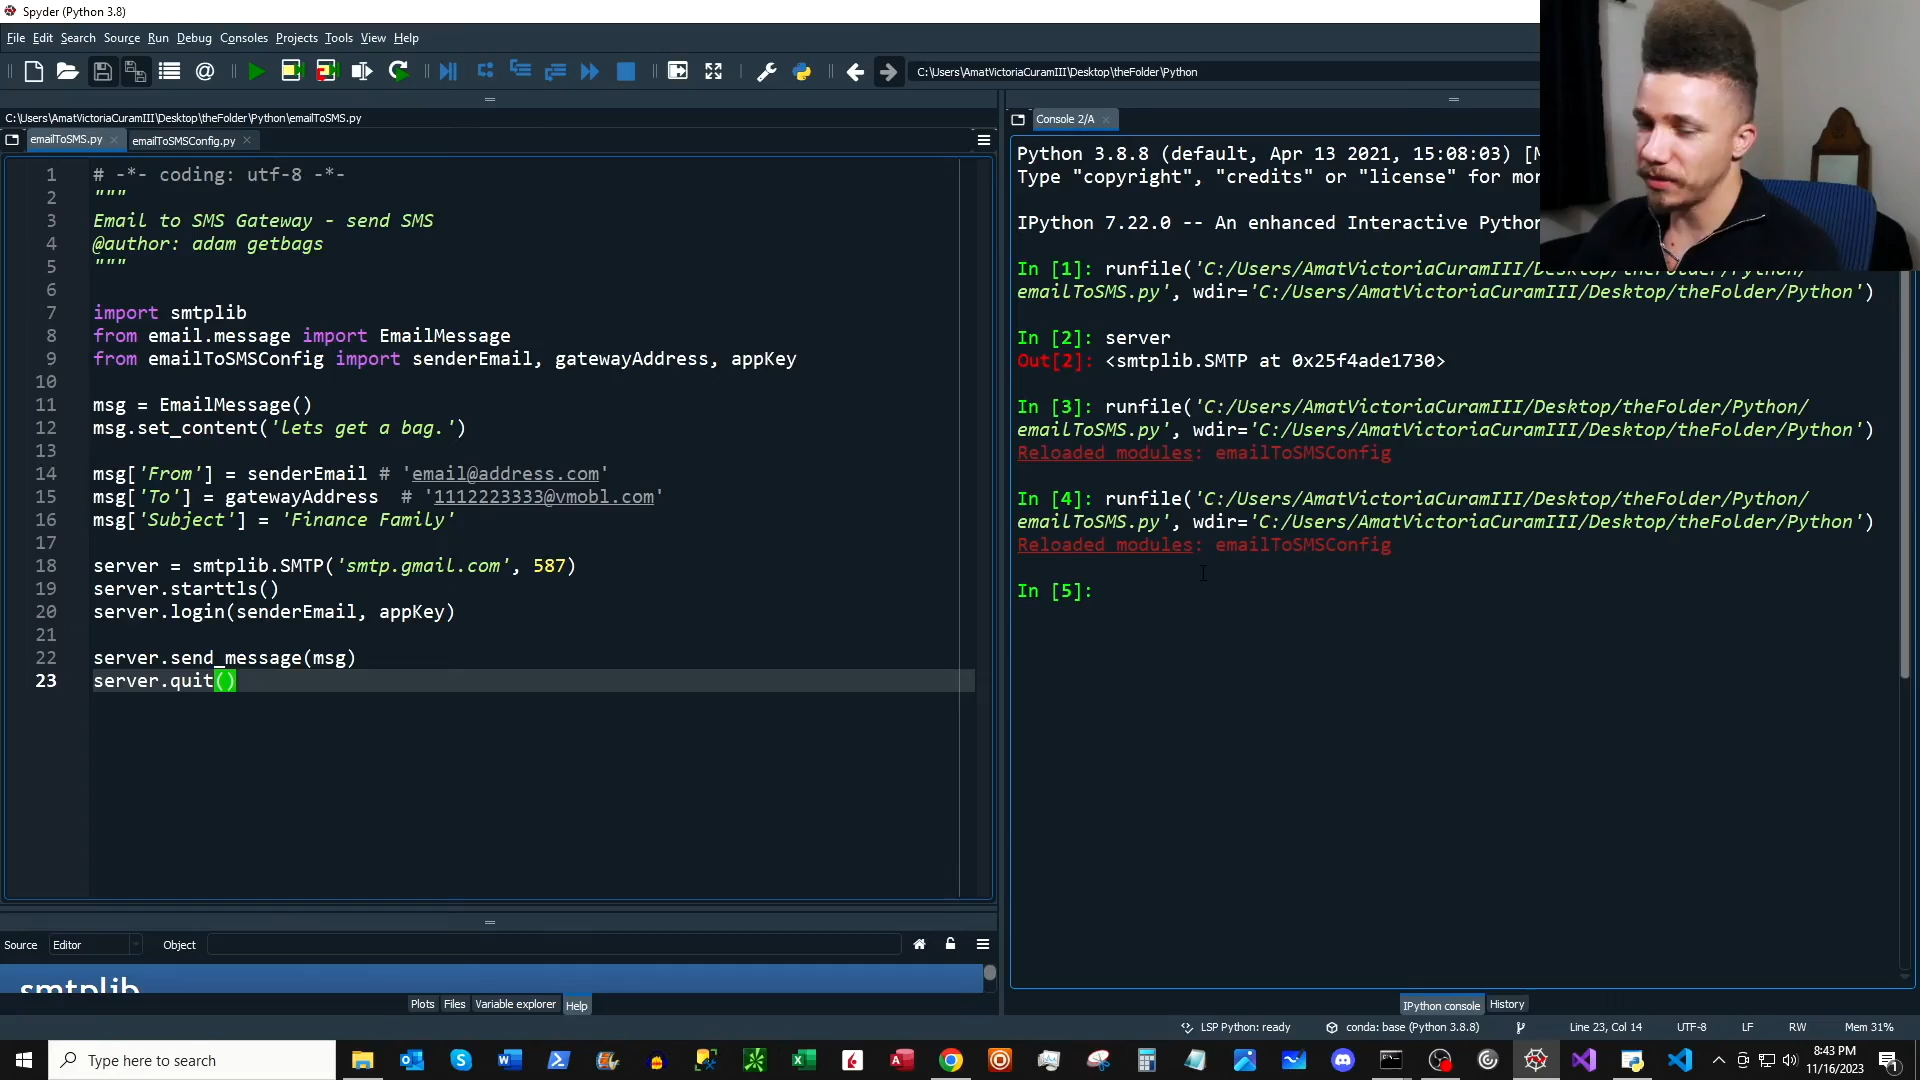 Spyder (Python 3.8)
File Edit Search Source Run Debug Consoles Projects Tools View Help
C:\Users\AmatVictoriaCuramIII\Desktop\theFolder\Python
C:\Users\AmatVictoriaCuramIII\Desktop\theFolder\Python\emailToSMS.py
emailToSMS.py
emailToSMSConfig.py
1 # -*- coding: utf-8 -*-
2 """
3 Email to SMS Gateway - send SMS
4 @author: adam getbags
5 """
6
7 import smtplib
8 from email.message import EmailMessage
9 from emailToSMSConfig import senderEmail, gatewayAddress, appKey
10
11 msg = EmailMessage()
12 msg.set_content('lets get a bag.')
13
14 msg['From'] = senderEmail # 'email@address.com'
15 msg['To'] = gatewayAddress  # '1112223333@vmobl.com'
16 msg['Subject'] = 'Finance Family'
17
18 server = smtplib.SMTP('smtp.gmail.com', 587)
19 server.starttls()
20 server.login(senderEmail, appKey)
21
22 server.send_message(msg)
23 server.quit()
Source Editor Object
smtplib
Plots Files Variable explorer Help
Console 2/A
Python 3.8.8 (default, Apr 13 2021, 15:08:03) [M
Type "copyright", "credits" or "license" for mor
IPython 7.22.0 -- An enhanced Interactive Python
In [1]: runfile('C:/Users/AmatVictoriaCuramIII/Desktop/theFolder/Python/
emailToSMS.py', wdir='C:/Users/AmatVictoriaCuramIII/Desktop/theFolder/Python')
In [2]: server
Out[2]: <smtplib.SMTP at 0x25f4ade1730>
In [3]: runfile('C:/Users/AmatVictoriaCuramIII/Desktop/theFolder/Python/
emailToSMS.py', wdir='C:/Users/AmatVictoriaCuramIII/Desktop/theFolder/Python')
Reloaded modules: emailToSMSConfig
In [4]: runfile('C:/Users/AmatVictoriaCuramIII/Desktop/theFolder/Python/
emailToSMS.py', wdir='C:/Users/AmatVictoriaCuramIII/Desktop/theFolder/Python')
Reloaded modules: emailToSMSConfig
In [5]:
IPython console History
LSP Python: ready conda: base (Python 3.8.8) Line 23, Col 14 UTF-8 LF RW Mem 31%
Type here to search
8:43 PM
11/16/2023